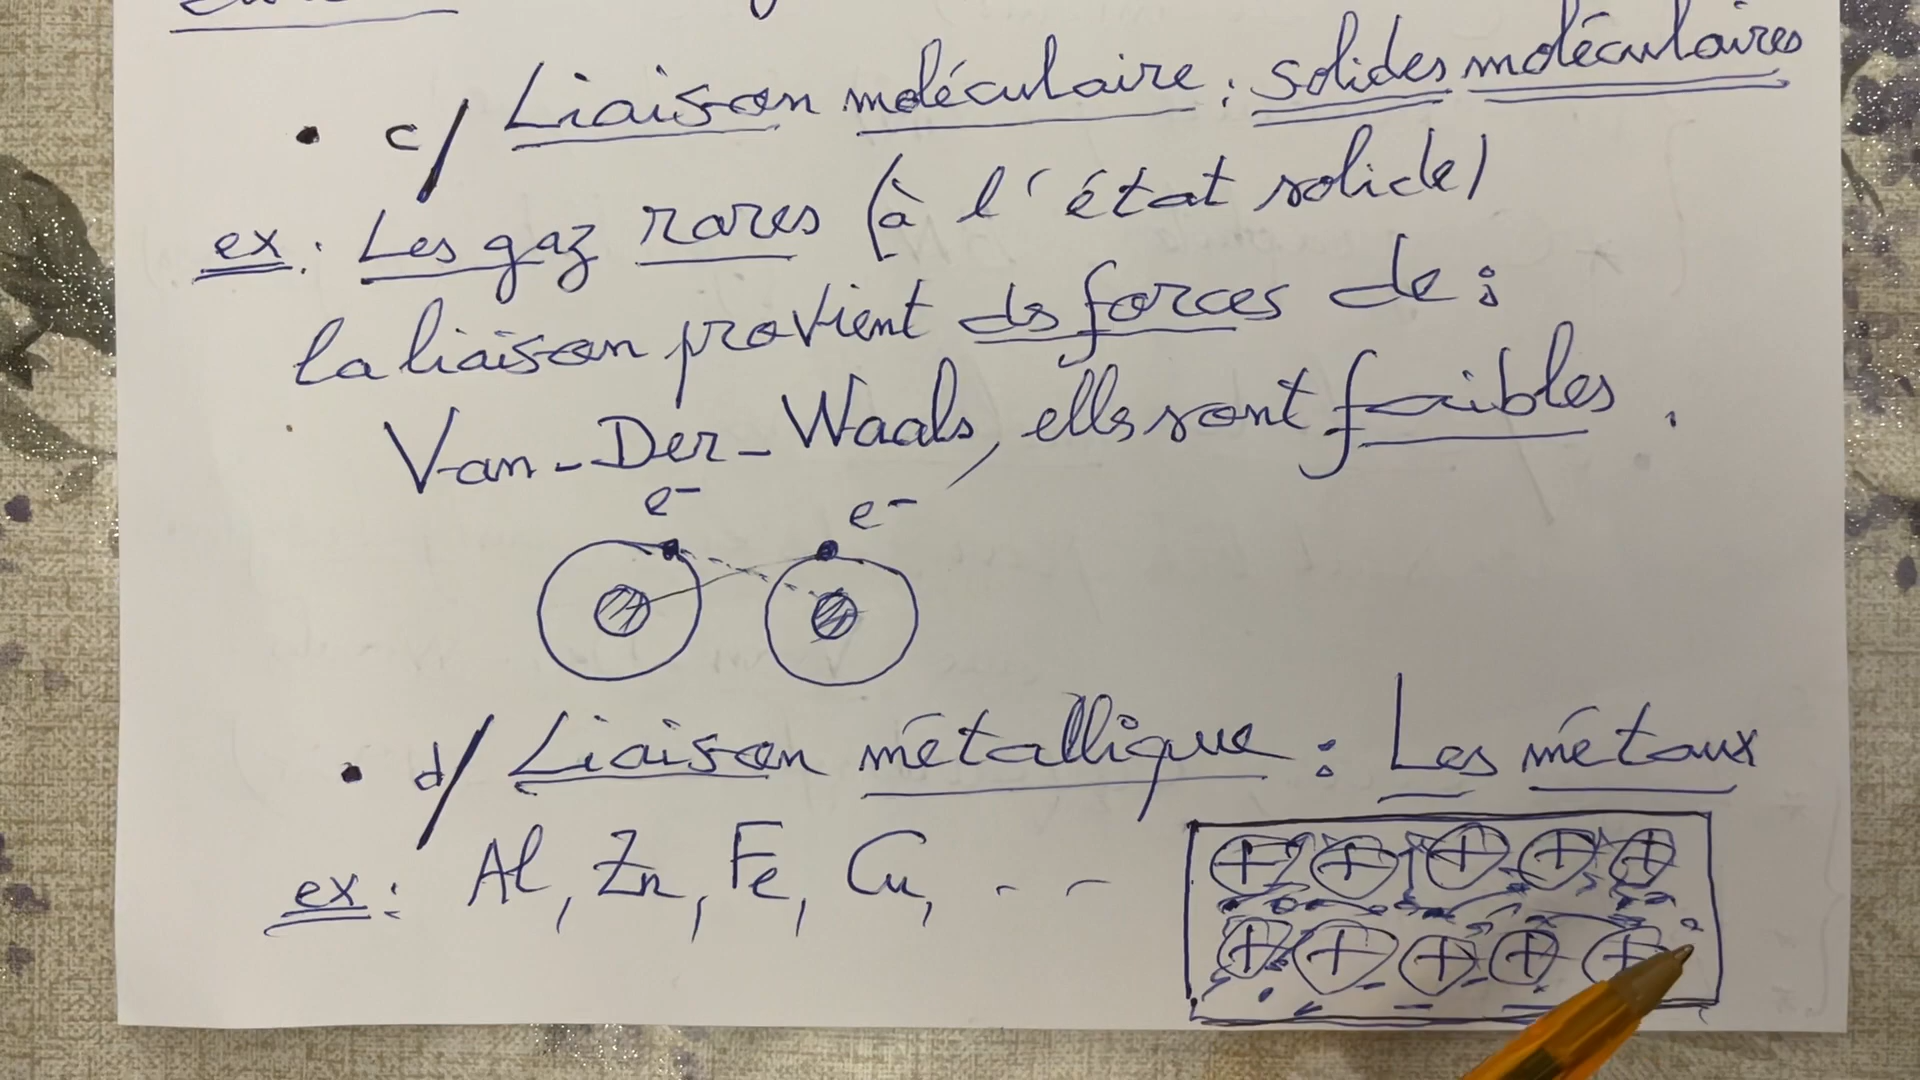 • c/ Liaison moléculaire : solides moléculaires
ex : Les gaz rares (à l'état solide)
la liaison provient ds forces de :
Van-Der-Waals, elles sont faibles .
e- e-
• d/ Liaison métallique : Les métaux
ex : Al, Zn, Fe, Cu, - -
+ + + + +
+ + + + +